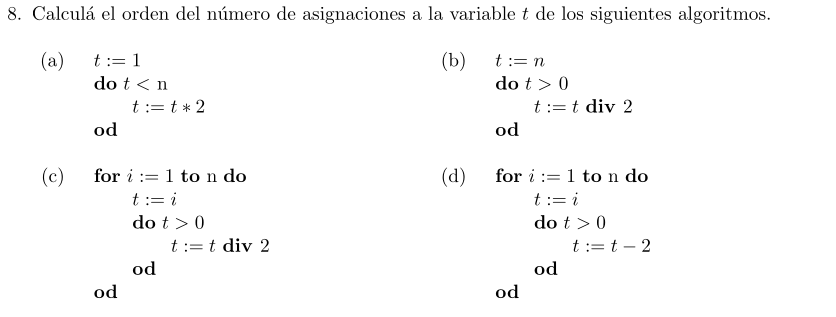 8. Calculá el orden del número de asignaciones a la variable t de los siguientes algoritmos.
(a) t := 1
do t < n
t := t ∗ 2
od
(b) t := n
do t > 0
t := t div 2
od
(c) for i := 1 to n do
t := i
do t > 0
t := t div 2
od
od
(d) for i := 1 to n do
t := i
do t > 0
t := t − 2
od
od